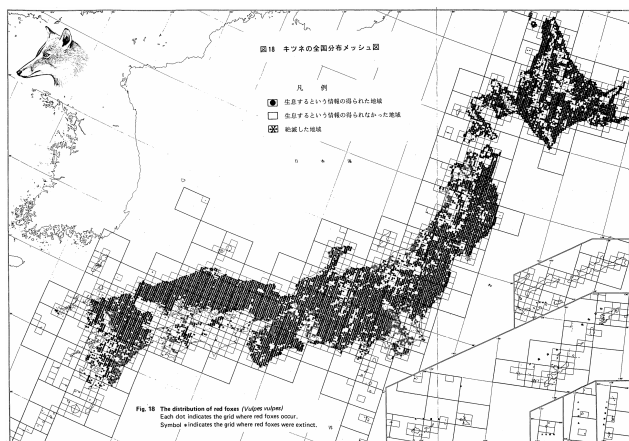 図18 キツネの全国分布メッシュ図
凡 例
生息するという情報の得られた地域
生息するという情報の得られなかった地域
絶滅した地域
日 本 海
Fig. 18 The distribution of red foxes (Vulpes vulpes)
Each dot indicates the grid where red foxes occur.
Symbol * indicates the grid where red foxes were extinct.